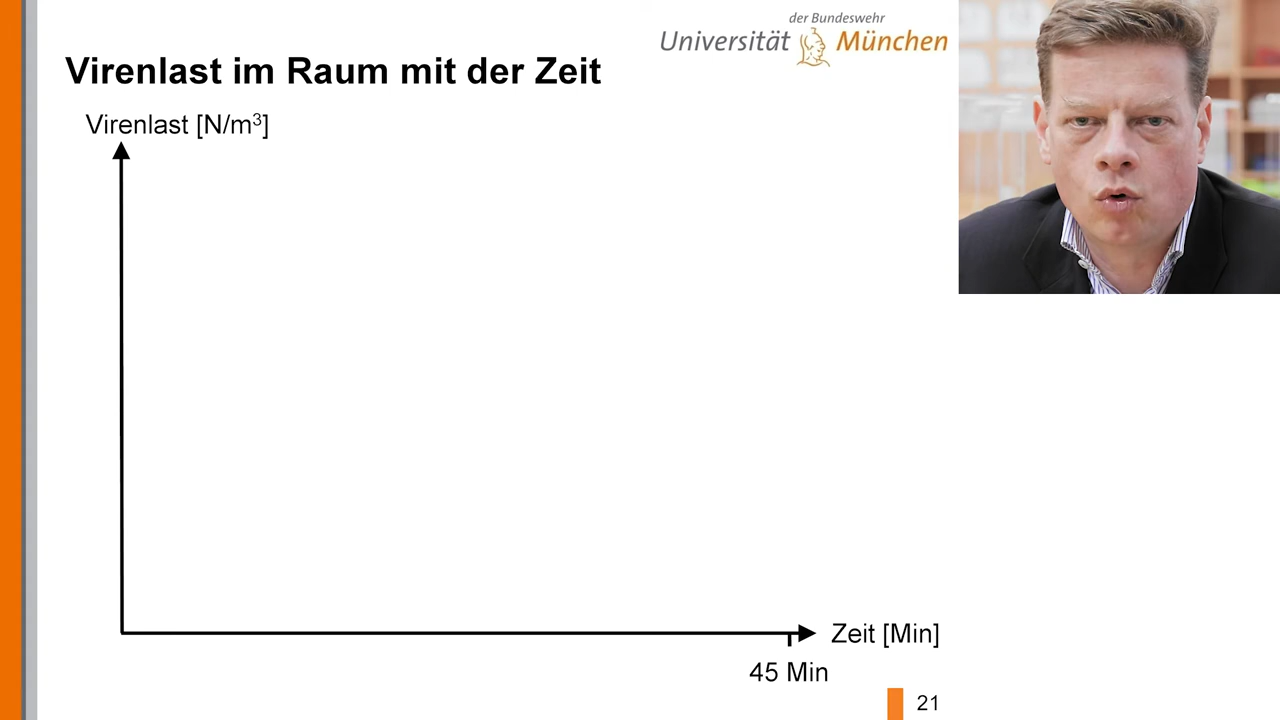 der Bundeswehr
Universität München
Virenlast im Raum mit der Zeit
Virenlast [N/m³]
Zeit [Min]
45 Min
21